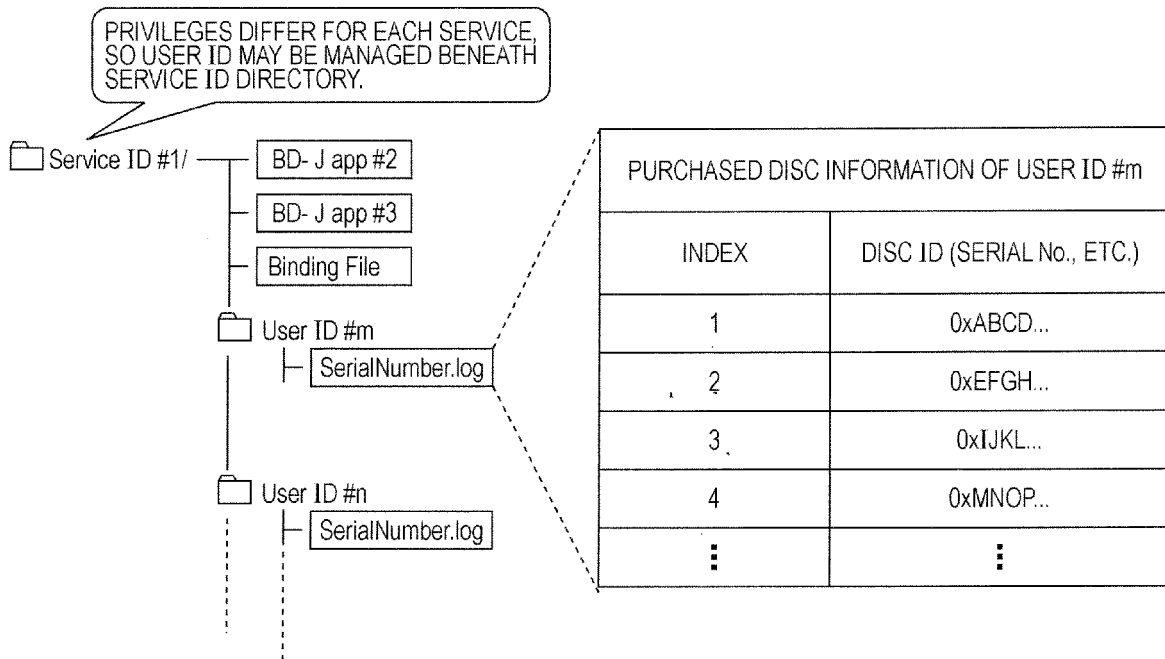 PRIVILEGES DIFFER FOR EACH SERVICE,
SO USER ID MAY BE MANAGED BENEATH
SERVICE ID DIRECTORY.
Service ID #1/
BD- J app #2
BD- J app #3
Binding File
User ID #m
SerialNumber.log
User ID #n
SerialNumber.log
PURCHASED DISC INFORMATION OF USER ID #m
INDEX DISC ID (SERIAL No., ETC.)
1 0xABCD...
2 0xEFGH...
3 0xIJKL...
4 0xMNOP...